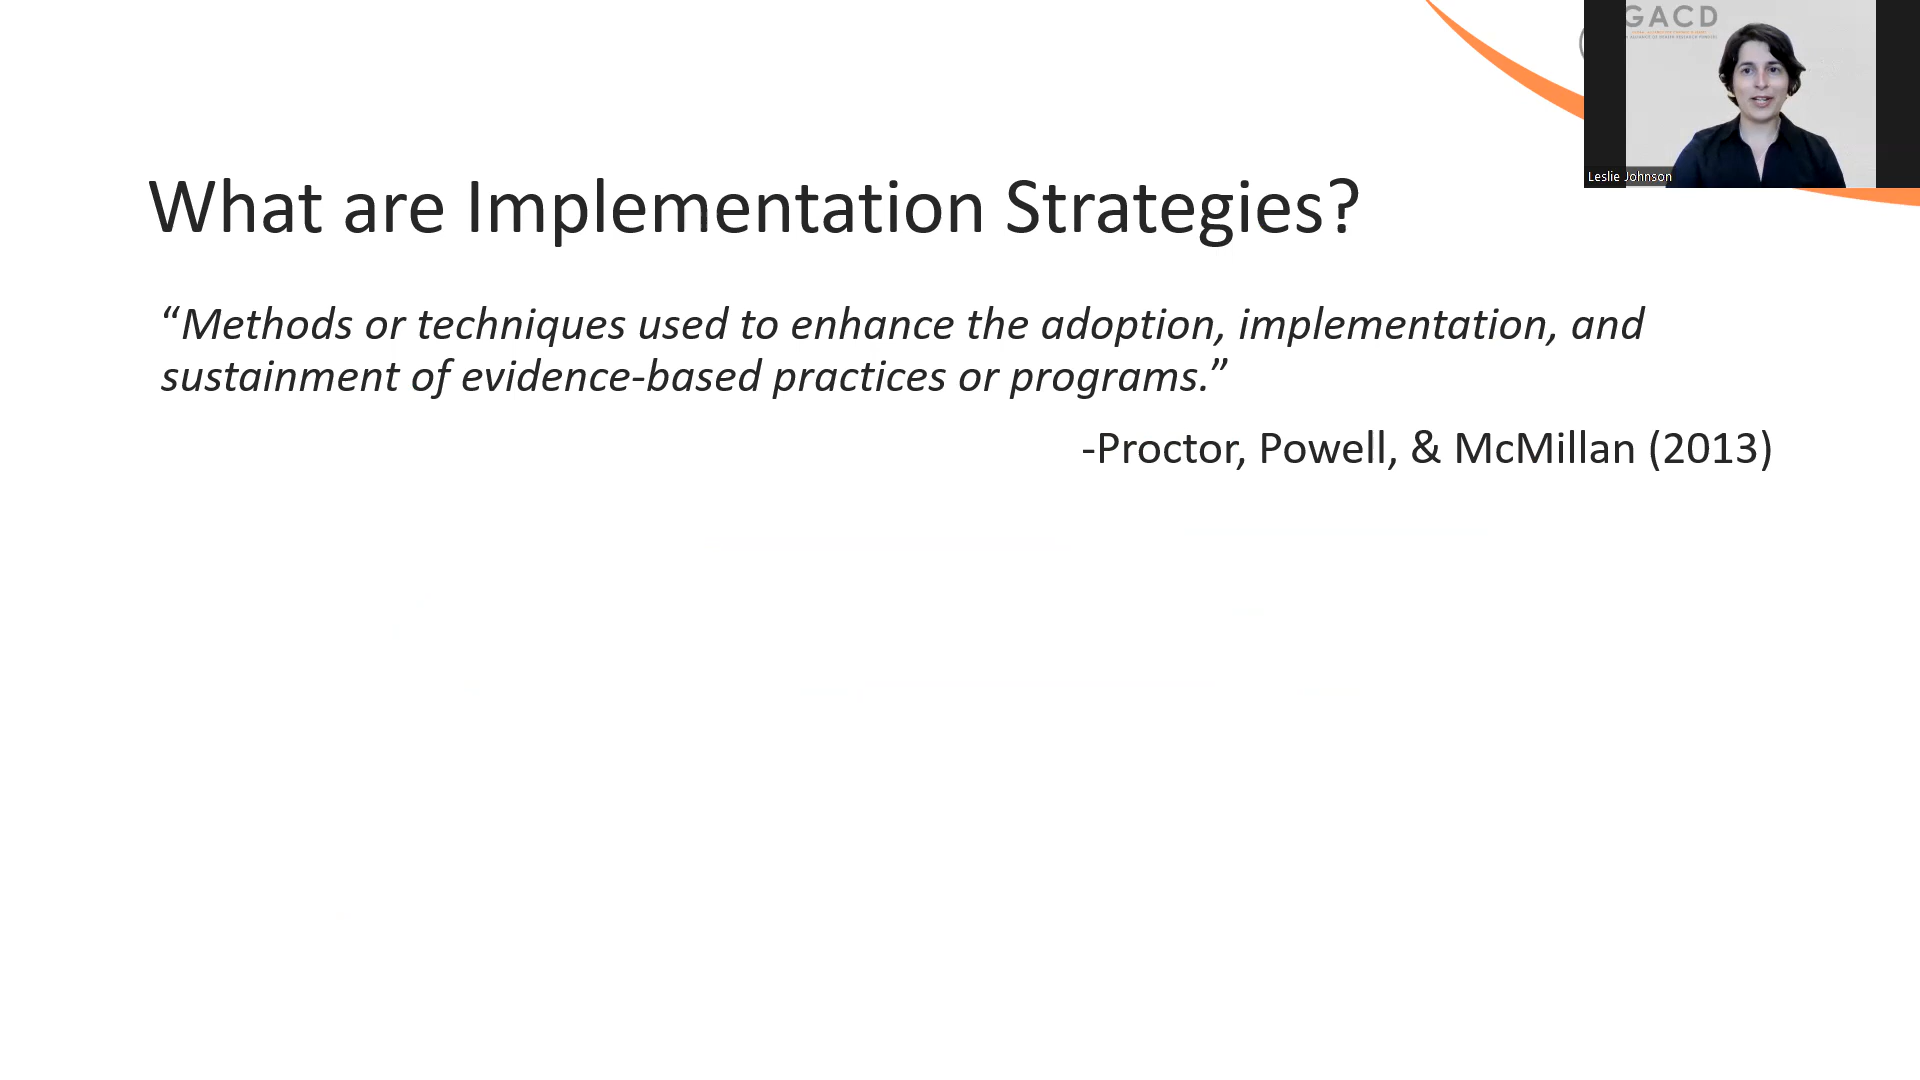 GACD
Leslie Johnson
What are Implementation Strategies?
“Methods or techniques used to enhance the adoption, implementation, and
sustainment of evidence-based practices or programs.”
-Proctor, Powell, & McMillan (2013)